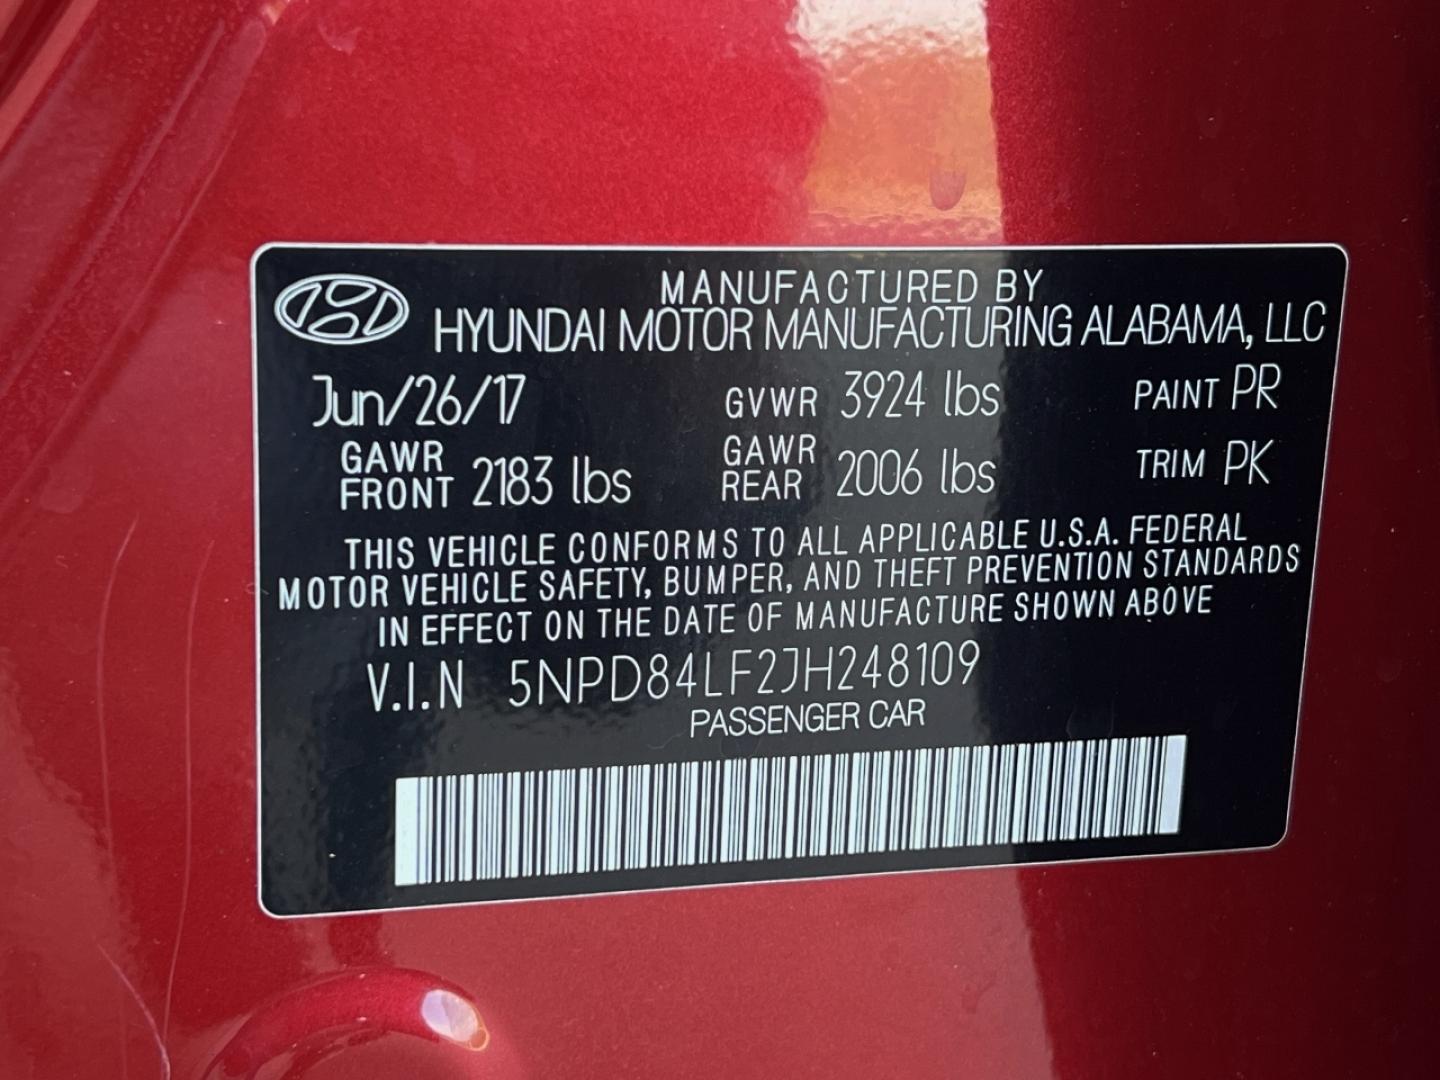 MANUFACTURED BY
HYUNDAI MOTOR MANUFACTURING ALABAMA, LLC
Jun/26/17 GVWR 3924 lbs PAINT PR
GAWR FRONT 2183 lbs GAWR REAR 2006 lbs TRIM PK
THIS VEHICLE CONFORMS TO ALL APPLICABLE U.S.A. FEDERAL
MOTOR VEHICLE SAFETY, BUMPER, AND THEFT PREVENTION STANDARDS
IN EFFECT ON THE DATE OF MANUFACTURE SHOWN ABOVE
V.I.N 5NPD84LF2JH248109
PASSENGER CAR